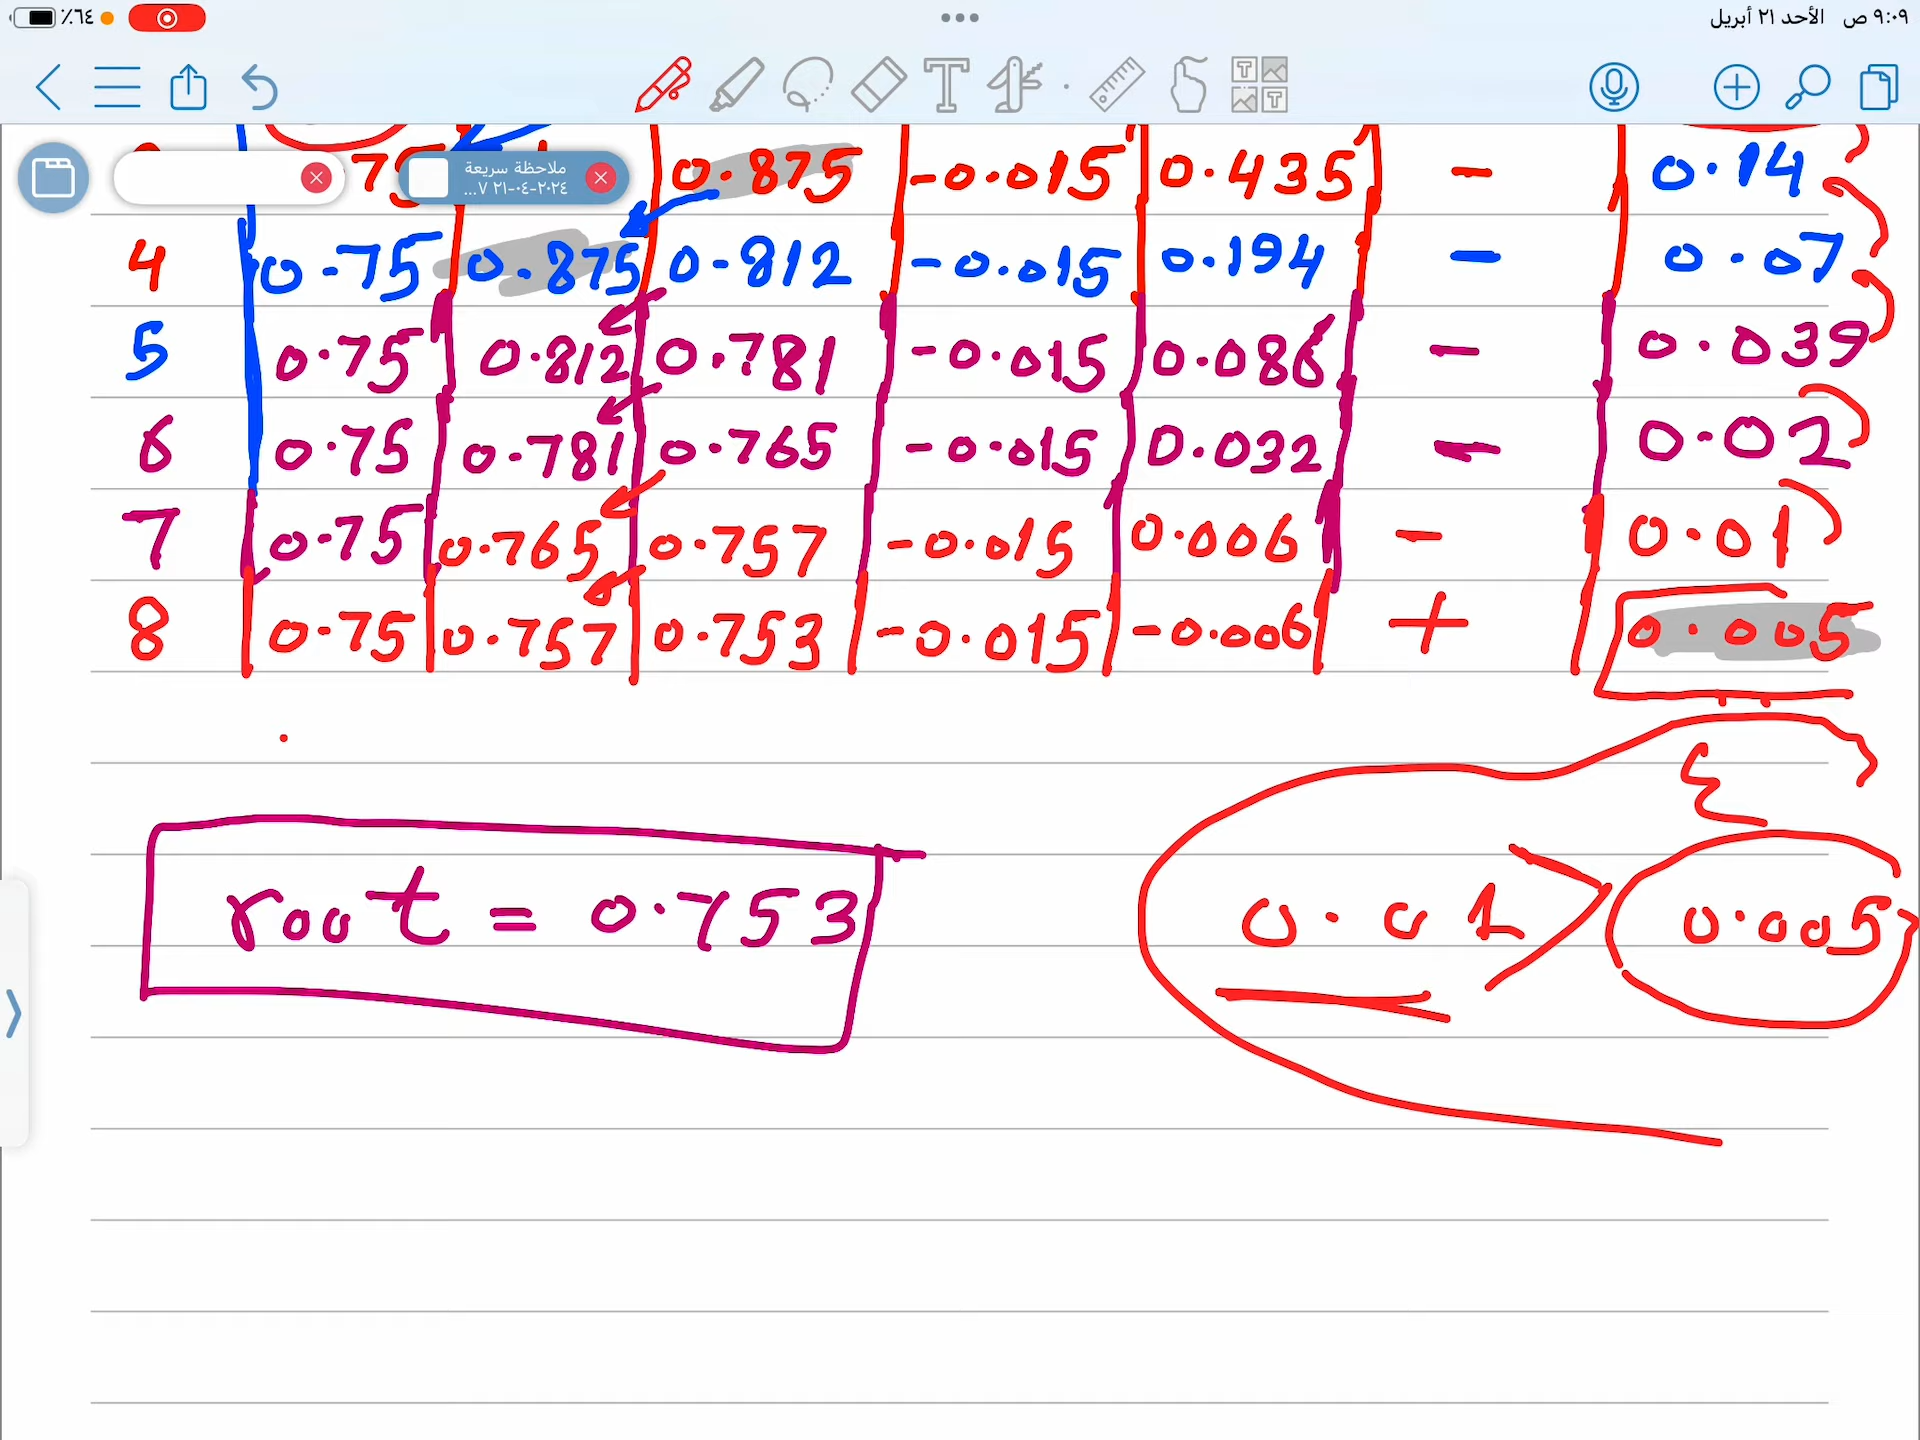 ٪٦٤ ٩:٠٩ ص الأحد ٢١ أبريل
ملاحظة سريعة
٢٠٢٤-٠٤-٢١ ٧...
75 0.875 -0.015 0.435 - 0.14
4 0.75 0.875 0.812 -0.015 0.194 - 0.07
5 0.75 0.812 0.781 -0.015 0.086 - 0.039
6 0.75 0.781 0.765 -0.015 0.032 - 0.02
7 0.75 0.765 0.757 -0.015 0.006 - 0.01
8 0.75 0.757 0.753 -0.015 -0.006 + 0.005
root = 0.753
0.01 > 0.005